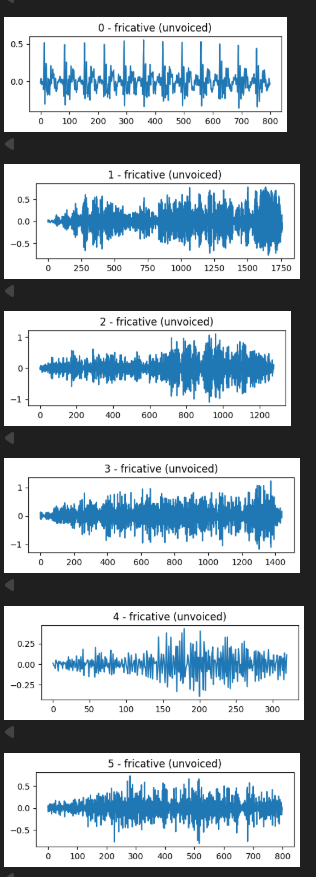 0 - fricative (unvoiced)
0.5
0.0
0 100 200 300 400 500 600 700 800
1 - fricative (unvoiced)
0.5
0.0
−0.5
0 250 500 750 1000 1250 1500 1750
2 - fricative (unvoiced)
1
0
−1
0 200 400 600 800 1000 1200
3 - fricative (unvoiced)
1
0
−1
0 200 400 600 800 1000 1200 1400
4 - fricative (unvoiced)
0.25
0.00
−0.25
0 50 100 150 200 250 300
5 - fricative (unvoiced)
0.5
0.0
−0.5
0 100 200 300 400 500 600 700 800